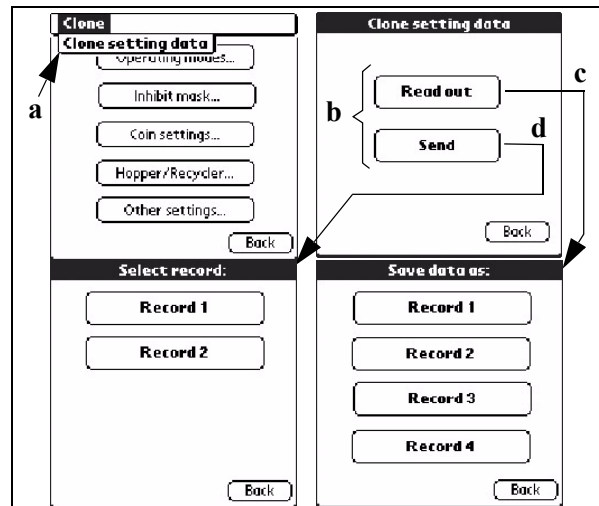 Clone
Clone setting data
Operating modes...
Inhibit mask...
Coin settings...
Hopper/Recycler...
Other settings...
Back
a
Clone setting data
Read out
Send
Back
b
c
d
Select record:
Record 1
Record 2
Back
Save data as:
Record 1
Record 2
Record 3
Record 4
Back